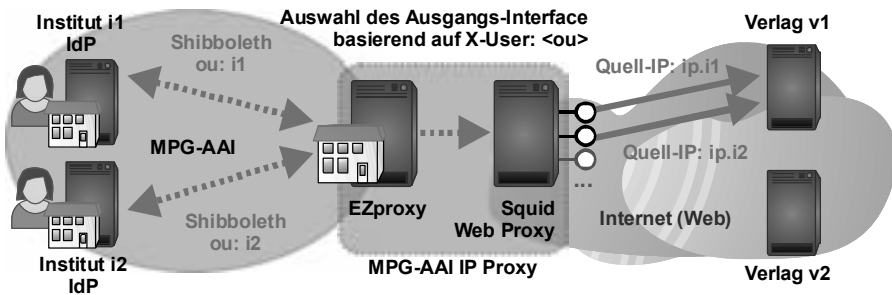 Institut i1
IdP
Shibboleth
ou: i1
MPG-AAI
Shibboleth
ou: i2
Institut i2
IdP
Auswahl des Ausgangs-Interface
basierend auf X-User: <ou>
EZproxy
Squid
Web Proxy
MPG-AAI IP Proxy
Quell-IP: ip.i1
Quell-IP: ip.i2
...
Internet (Web)
Verlag v1
Verlag v2